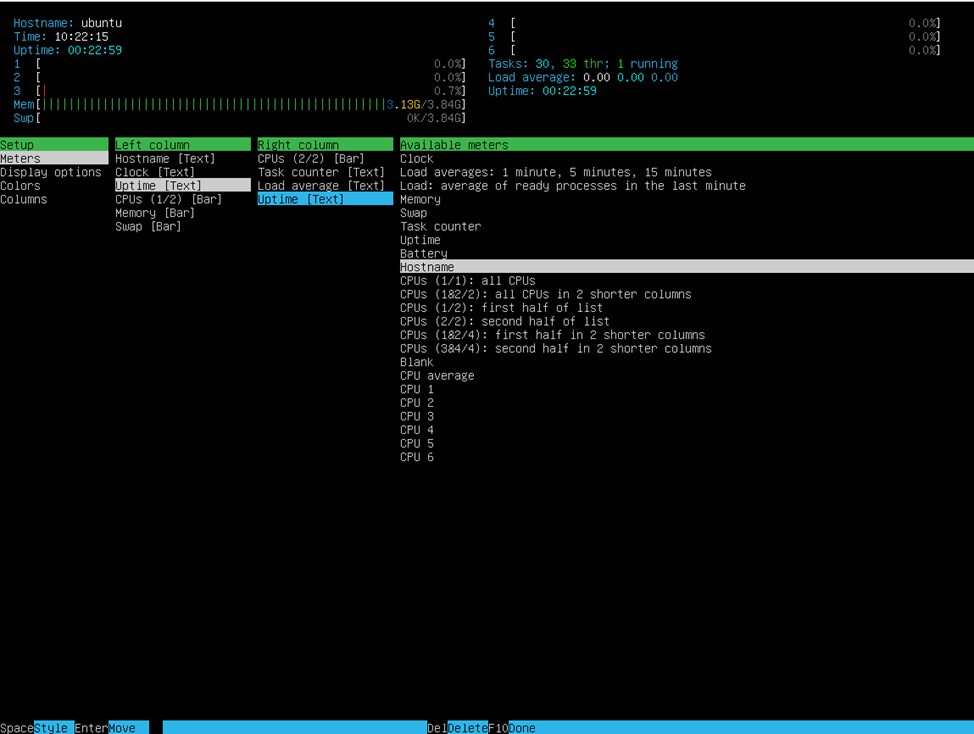 Hostname: ubuntu
Time: 10:22:15
Uptime: 00:22:59
1 [ 0.0%]
2 [ 0.0%]
3 [| 0.7%]
Mem[||||||||||||||||||||||||||||||||||||||||||||||||||3.13G/3.84G]
Swp[ 0K/3.84G]
4 [ 0.0%]
5 [ 0.0%]
6 [ 0.0%]
Tasks: 30, 33 thr; 1 running
Load average: 0.00 0.00 0.00
Uptime: 00:22:59
Setup
Meters
Display options
Colors
Columns
Left column
Hostname [Text]
Clock [Text]
Uptime [Text]
CPUs (1/2) [Bar]
Memory [Bar]
Swap [Bar]
Right column
CPUs (2/2) [Bar]
Task counter [Text]
Load average [Text]
Uptime [Text]
Available meters
Clock
Load averages: 1 minute, 5 minutes, 15 minutes
Load: average of ready processes in the last minute
Memory
Swap
Task counter
Uptime
Battery
Hostname
CPUs (1/1): all CPUs
CPUs (1&2/2): all CPUs in 2 shorter columns
CPUs (1/2): first half of list
CPUs (2/2): second half of list
CPUs (1&2/4): first half in 2 shorter columns
CPUs (3&4/4): second half in 2 shorter columns
Blank
CPU average
CPU 1
CPU 2
CPU 3
CPU 4
CPU 5
CPU 6
SpaceStyle EnterMove DelDeleteF10Done